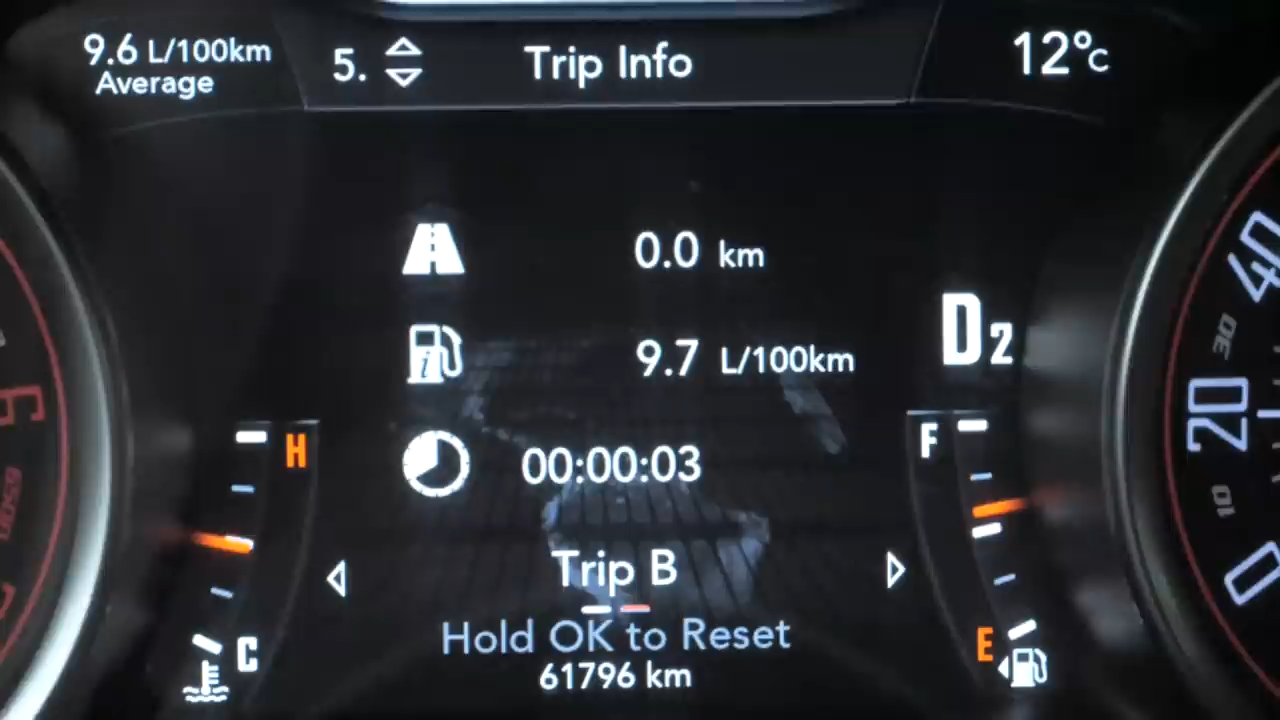 9.6 L/100km
Average
5.
Trip Info
12°C
0.0 km
9.7 L/100km
D2
00:00:03
H
C
F
E
Trip B
Hold OK to Reset
61796 km
40
30
20
10
0